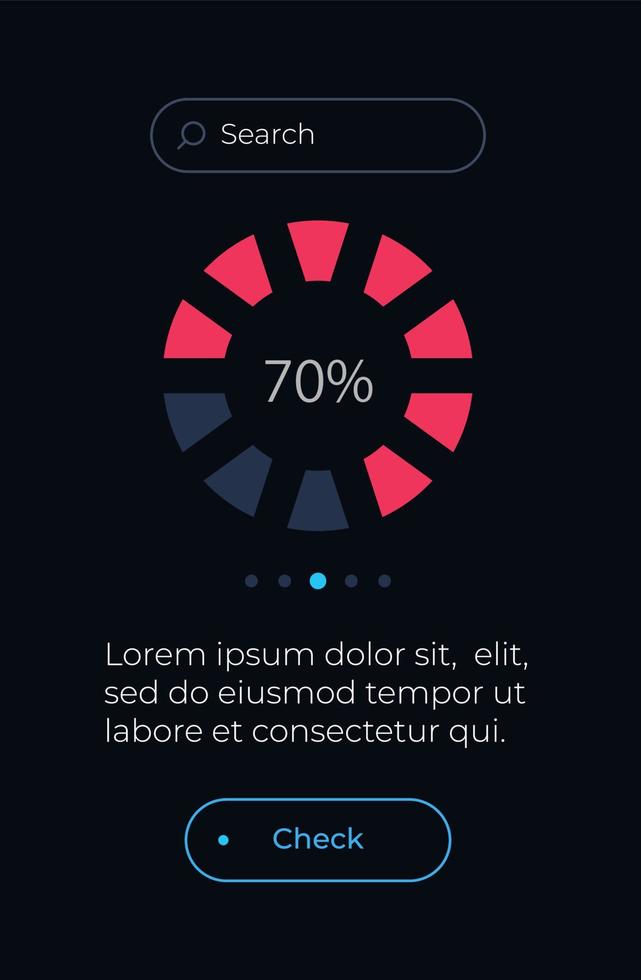 Search
70%
Lorem ipsum dolor sit,  elit,
sed do eiusmod tempor ut
labore et consectetur qui.
Check